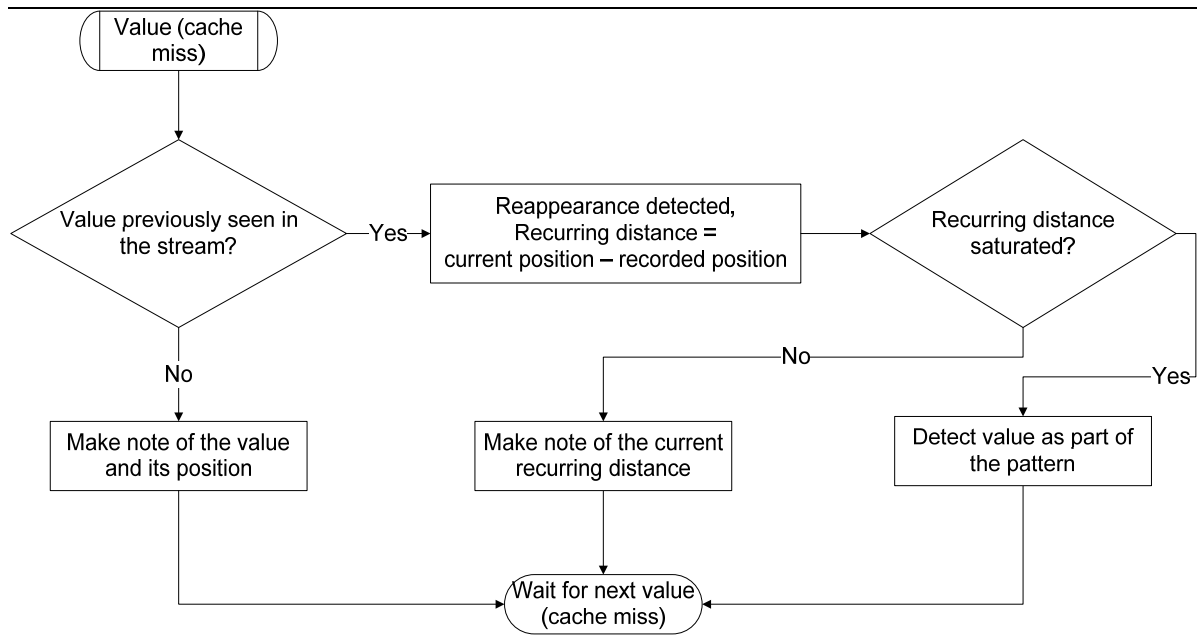 Value (cache
miss)
Value previously seen in
the stream?
Yes
Reappearance detected,
Recurring distance =
current position – recorded position
Recurring distance
saturated?
No
No
Yes
Make note of the value
and its position
Make note of the current
recurring distance
Detect value as part of
the pattern
Wait for next value
(cache miss)